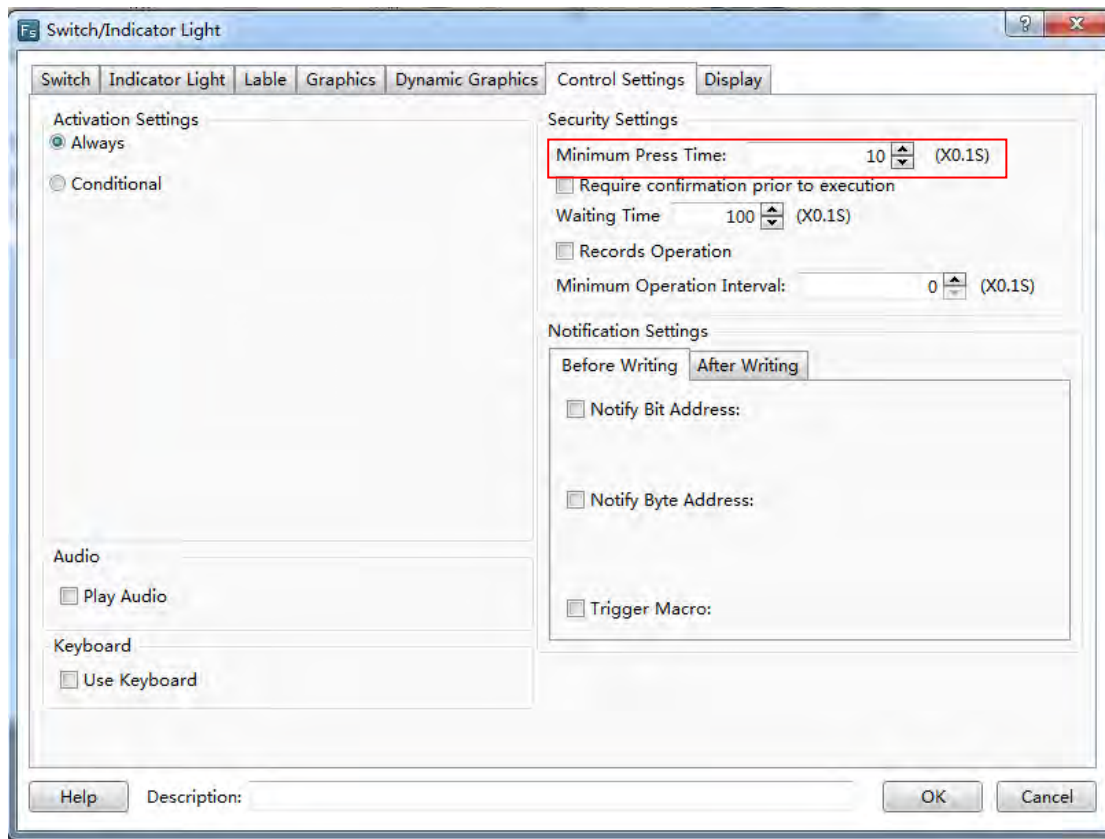 Fs Switch/Indicator Light
Switch Indicator Light Lable Graphics Dynamic Graphics Control Settings Display
Activation Settings
Always
Conditional
Security Settings
Minimum Press Time: 10 (X0.1S)
Require confirmation prior to execution
Waiting Time 100 (X0.1S)
Records Operation
Minimum Operation Interval: 0 (X0.1S)
Notification Settings
Before Writing After Writing
Notify Bit Address:
Notify Byte Address:
Trigger Macro:
Audio
Play Audio
Keyboard
Use Keyboard
Help Description: OK Cancel